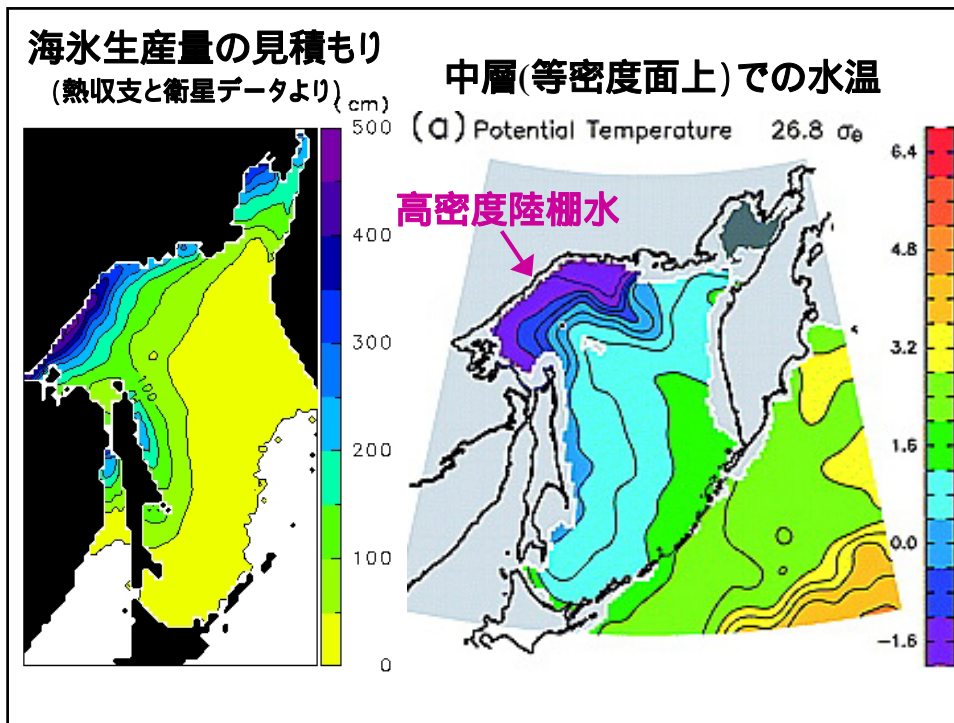 海氷生産量の見積もり
(熱収支と衛星データより)
(cm)
500
400
300
200
100
0
中層(等密度面上)での水温
(a) Potential Temperature 26.8 σθ
高密度陸棚水
6.4
4.8
3.2
1.6
0.0
−1.6